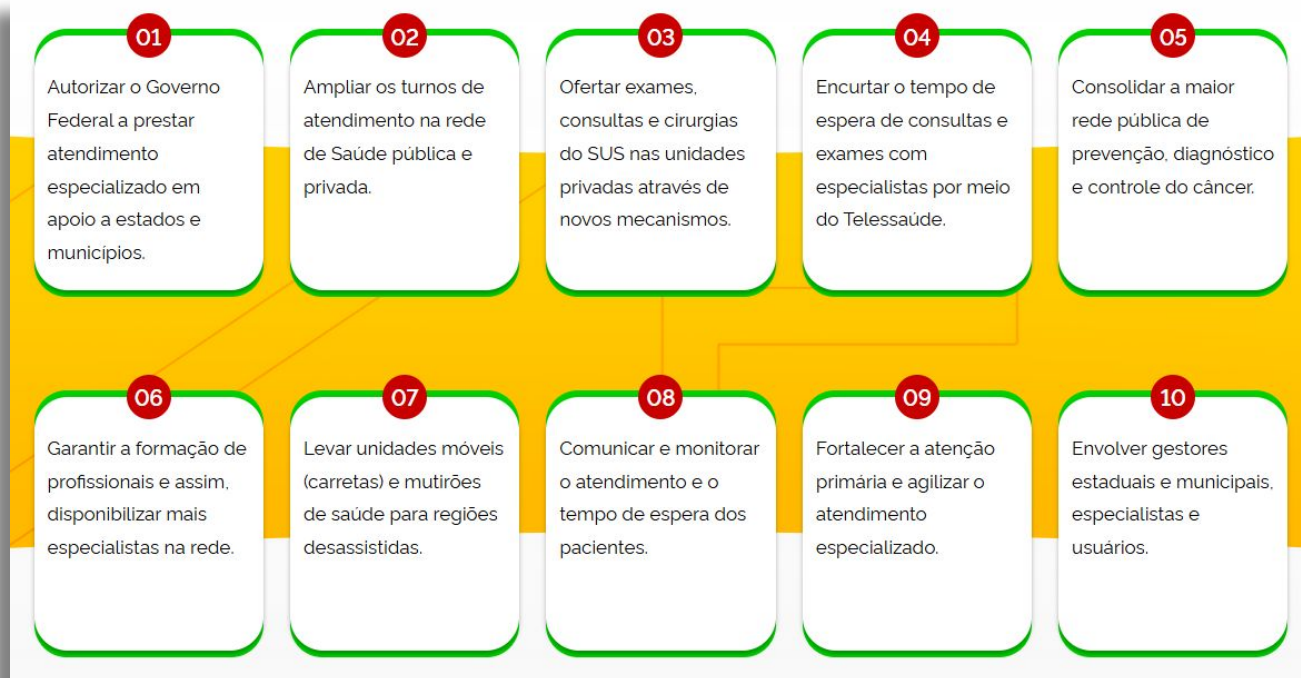 01
Autorizar o Governo
Federal a prestar
atendimento
especializado em
apoio a estados e
municípios.
02
Ampliar os turnos de
atendimento na rede
de Saúde pública e
privada.
03
Ofertar exames,
consultas e cirurgias
do SUS nas unidades
privadas através de
novos mecanismos.
04
Encurtar o tempo de
espera de consultas e
exames com
especialistas por meio
do Telessaúde.
05
Consolidar a maior
rede pública de
prevenção, diagnóstico
e controle do câncer.
06
Garantir a formação de
profissionais e assim,
disponibilizar mais
especialistas na rede.
07
Levar unidades móveis
(carretas) e mutirões
de saúde para regiões
desassistidas.
08
Comunicar e monitorar
o atendimento e o
tempo de espera dos
pacientes.
09
Fortalecer a atenção
primária e agilizar o
atendimento
especializado.
10
Envolver gestores
estaduais e municipais,
especialistas e
usuários.